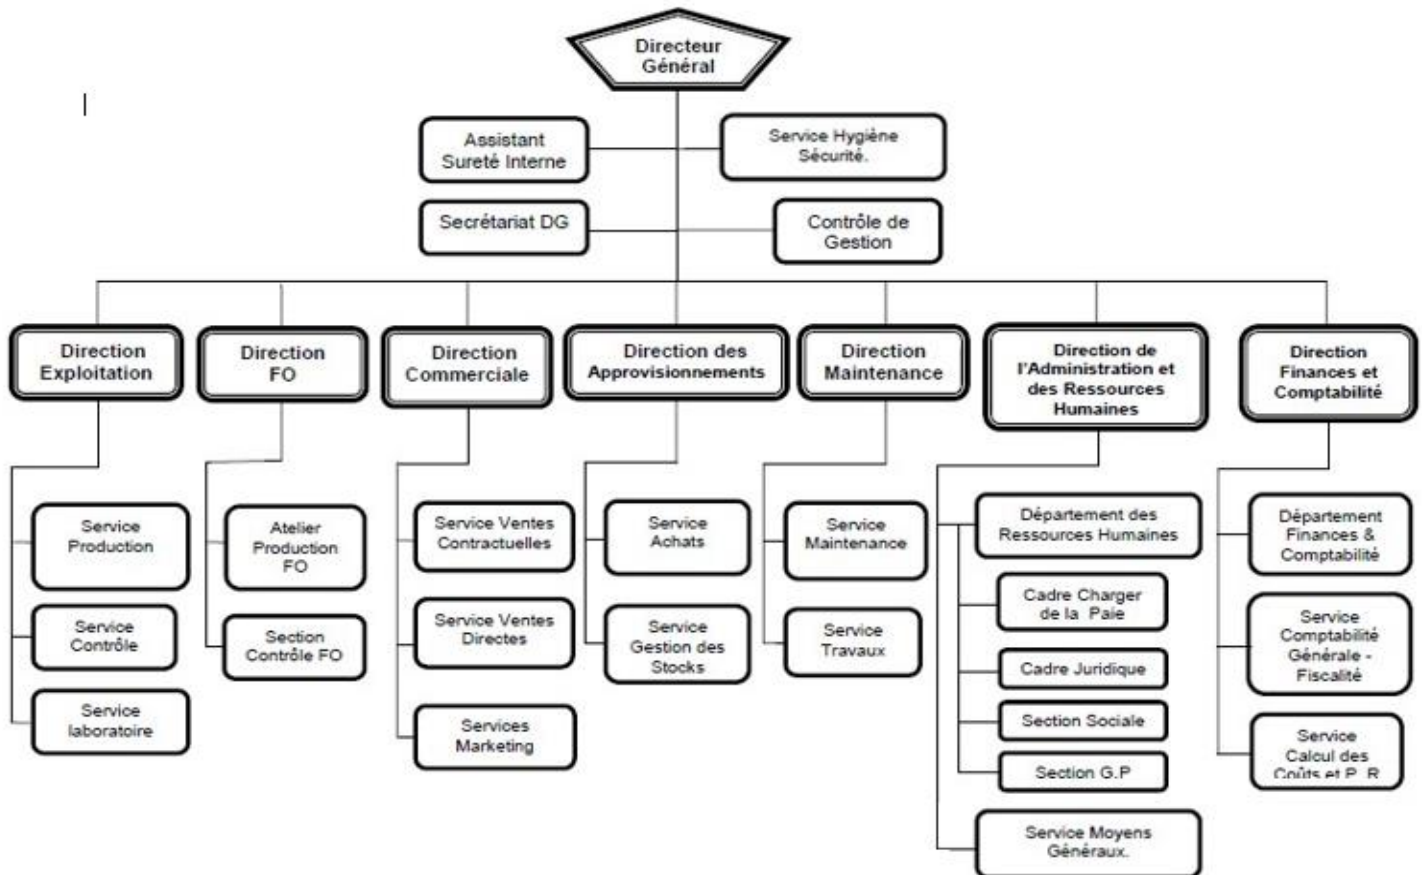 Directeur
Général
Assistant
Sureté Interne
Service Hygiène
Sécurité.
Secrétariat DG
Contrôle de
Gestion
Direction
Exploitation
Direction
FO
Direction
Commerciale
Direction des
Approvisionnements
Direction
Maintenance
Direction de
l'Administration et
des Ressources
Humaines
Direction
Finances et
Comptabilité
Service
Production
Service
Contrôle
Service
laboratoire
Atelier
Production
FO
Section
Contrôle FO
Service Ventes
Contractuelles
Service Ventes
Directes
Services
Marketing
Service
Achats
Service
Gestion des
Stocks
Service
Maintenance
Service
Travaux
Département des
Ressources Humaines
Cadre Charger
de la Paie
Cadre Juridique
Section Sociale
Section G.P
Service Moyens
Généraux.
Département
Finances &
Comptabilité
Service
Comptabilité
Générale -
Fiscalité
Service
Calcul des
Coûts et P. R